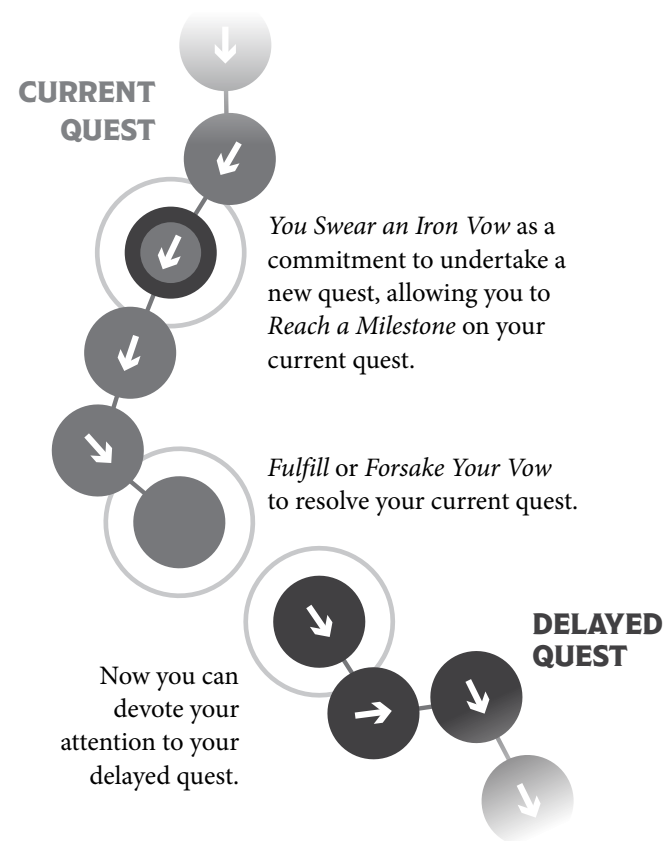 CURRENT
QUEST
You Swear an Iron Vow as a
commitment to undertake a
new quest, allowing you to
Reach a Milestone on your
current quest.
Fulfill or Forsake Your Vow
to resolve your current quest.
DELAYED
QUEST
Now you can
devote your
attention to your
delayed quest.